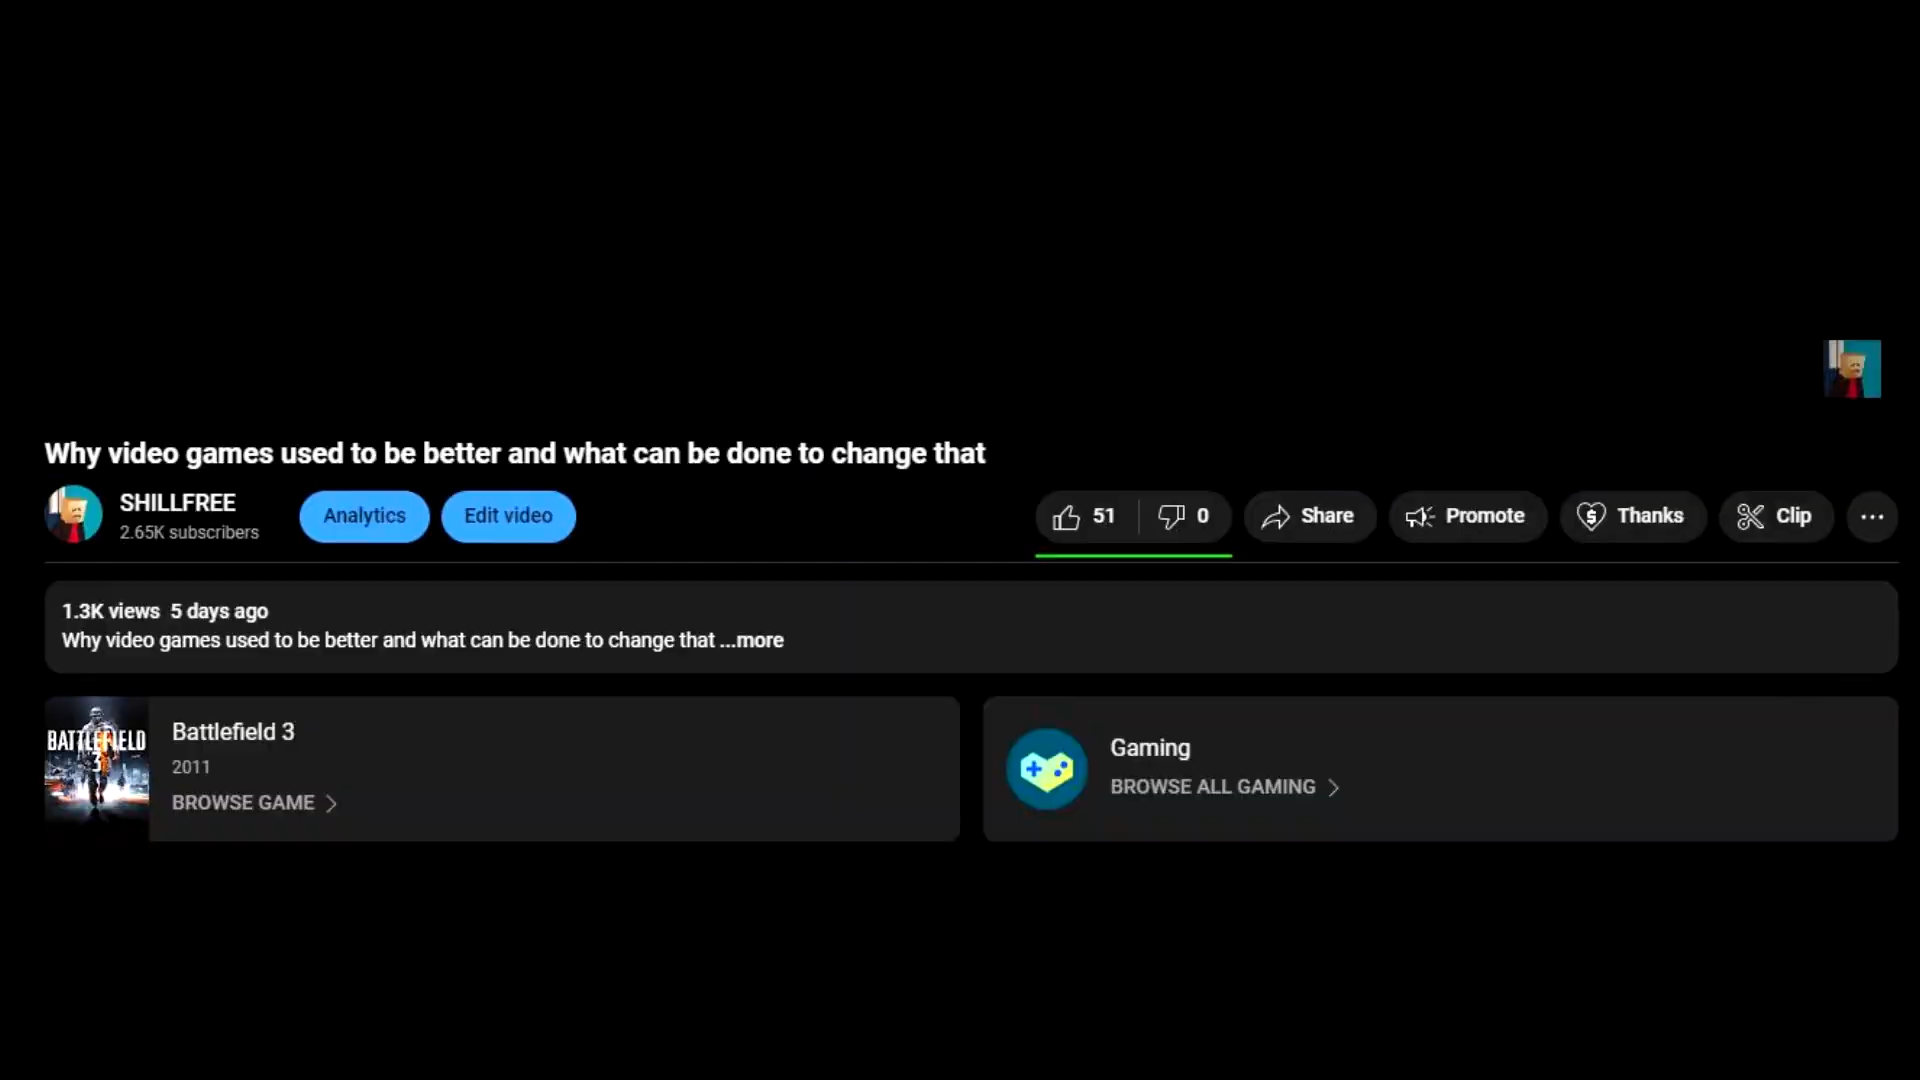 Why video games used to be better and what can be done to change that
SHILLFREE
2.65K subscribers
Analytics
Edit video
51
0
Share
Promote
Thanks
Clip
1.3K views 5 days ago
Why video games used to be better and what can be done to change that ...more
BATTLEFIELD
3
Battlefield 3
2011
BROWSE GAME
Gaming
BROWSE ALL GAMING